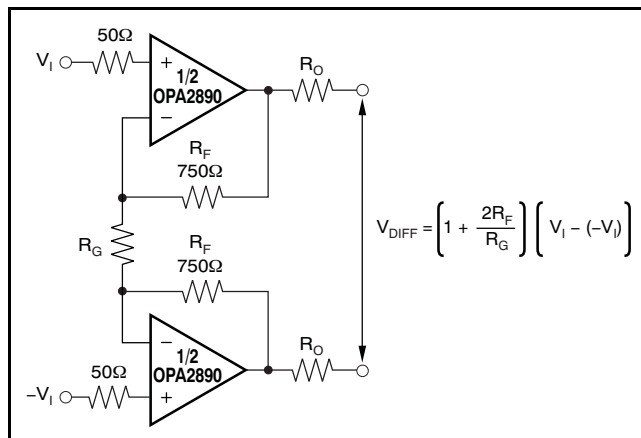 50Ω
V_I
+
1/2
OPA2890
−
R_O
R_F
750Ω
R_G
R_F
750Ω
V_DIFF = (1 + 2R_F/R_G) (V_I – (–V_I))
−
1/2
OPA2890
+
R_O
50Ω
–V_I